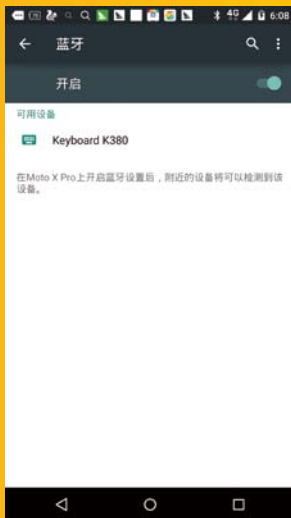 4G 6:08
蓝牙
开启
可用设备
Keyboard K380
在Moto X Pro上开启蓝牙设置后，附近的设备将可以检测到该
设备。